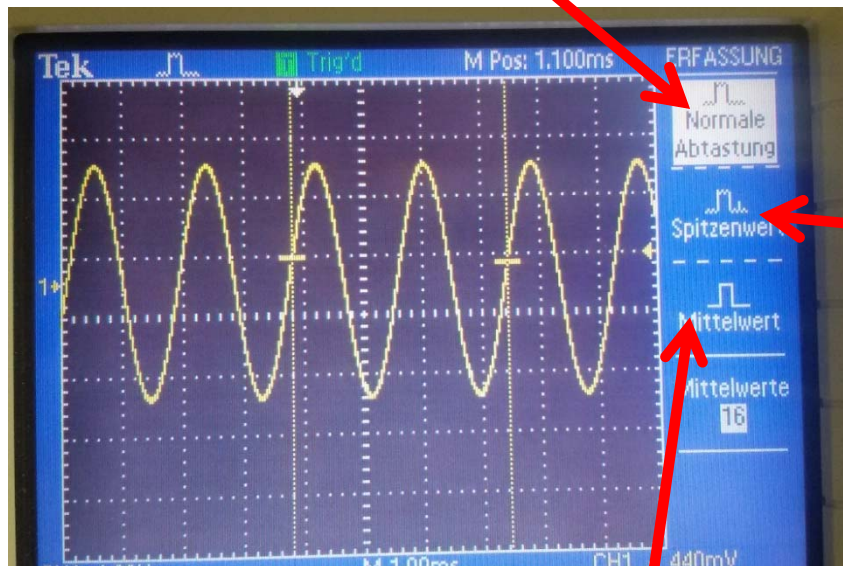 Tek Trig'd M Pos: 1.100ms ERFASSUNG
Normale
Abtastung
Spitzenwert
1
Mittelwert
Mittelwerte
16
M 1.00ms CH1 440mV